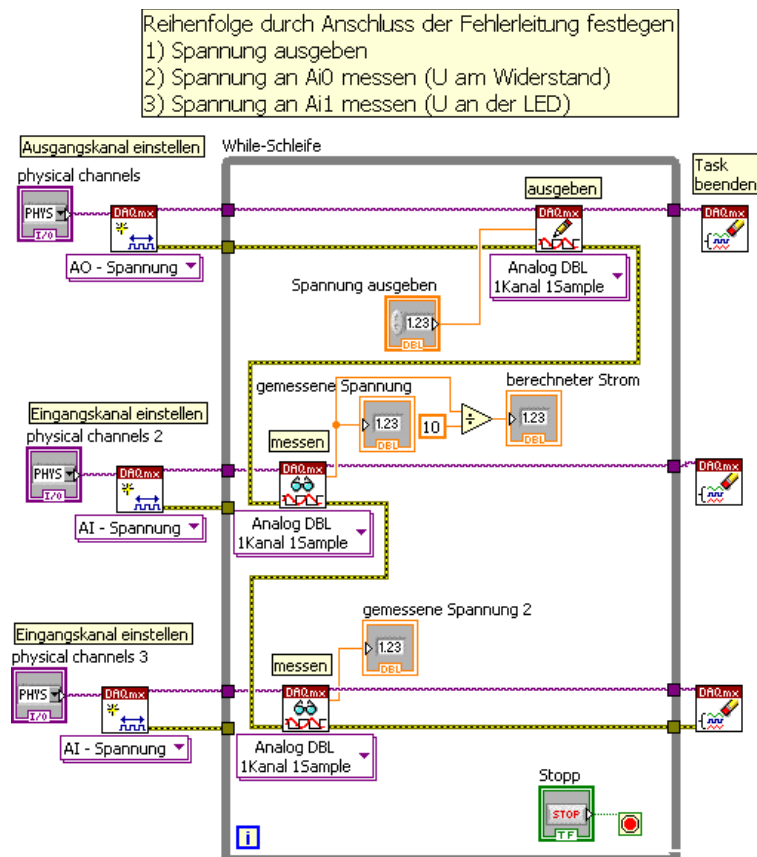 Reihenfolge durch Anschluss der Fehlerleitung festlegen
1) Spannung ausgeben
2) Spannung an Ai0 messen (U am Widerstand)
3) Spannung an Ai1 messen (U an der LED)
Ausgangskanal einstellen
While-Schleife
Task
beenden
physical channels
ausgeben
PHYS
I/O
DAQmx
DAQmx
DAQmx
AO - Spannung
Analog DBL
1Kanal 1Sample
Spannung ausgeben
1.23
DBL
gemessene Spannung
berechneter Strom
Eingangskanal einstellen
physical channels 2
1.23
DBL
10
÷
1.23
DBL
messen
PHYS
I/O
DAQmx
DAQmx
DAQmx
AI - Spannung
Analog DBL
1Kanal 1Sample
gemessene Spannung 2
Eingangskanal einstellen
physical channels 3
1.23
DBL
messen
PHYS
I/O
DAQmx
DAQmx
DAQmx
AI - Spannung
Analog DBL
1Kanal 1Sample
Stopp
STOP
TF
i